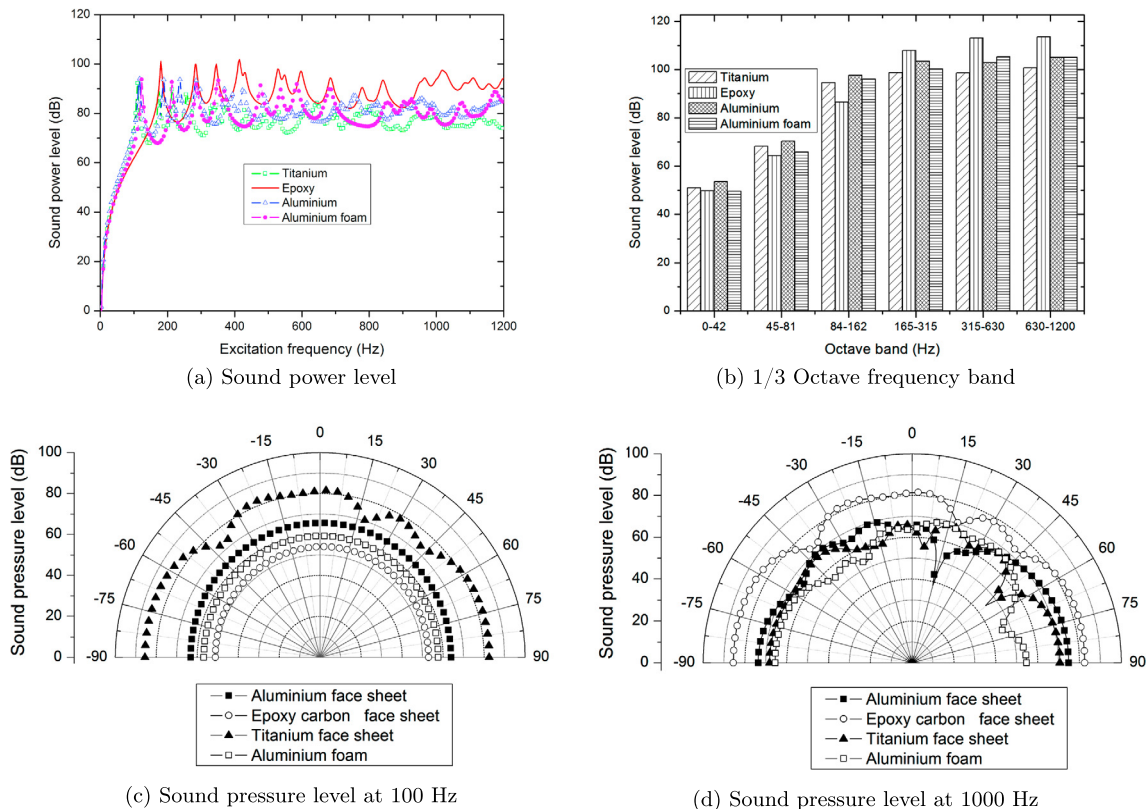 120
100
80
60
40
20
0
Sound power level (dB)
0 200 400 600 800 1000 1200
Excitation frequency (Hz)
Titanium
Epoxy
Aluminium
Aluminium foam
(a) Sound power level
120
100
80
60
40
20
0
Sound power level (dB)
Titanium
Epoxy
Aluminium
Aluminium foam
0-42 45-81 84-162 165-315 315-630 630-1200
Octave band (Hz)
(b) 1/3 Octave frequency band
100
80
60
40
20
0
Sound pressure level (dB)
-90 -75 -60 -45 -30 -15 0 15 30 45 60 75 90
Aluminium face sheet
Epoxy carbon face sheet
Titanium face sheet
Aluminium foam
(c) Sound pressure level at 100 Hz
100
80
60
40
20
0
Sound pressure level (dB)
-90 -75 -60 -45 -30 -15 0 15 30 45 60 75 90
Aluminium face sheet
Epoxy carbon face sheet
Titanium face sheet
Aluminium foam
(d) Sound pressure level at 1000 Hz